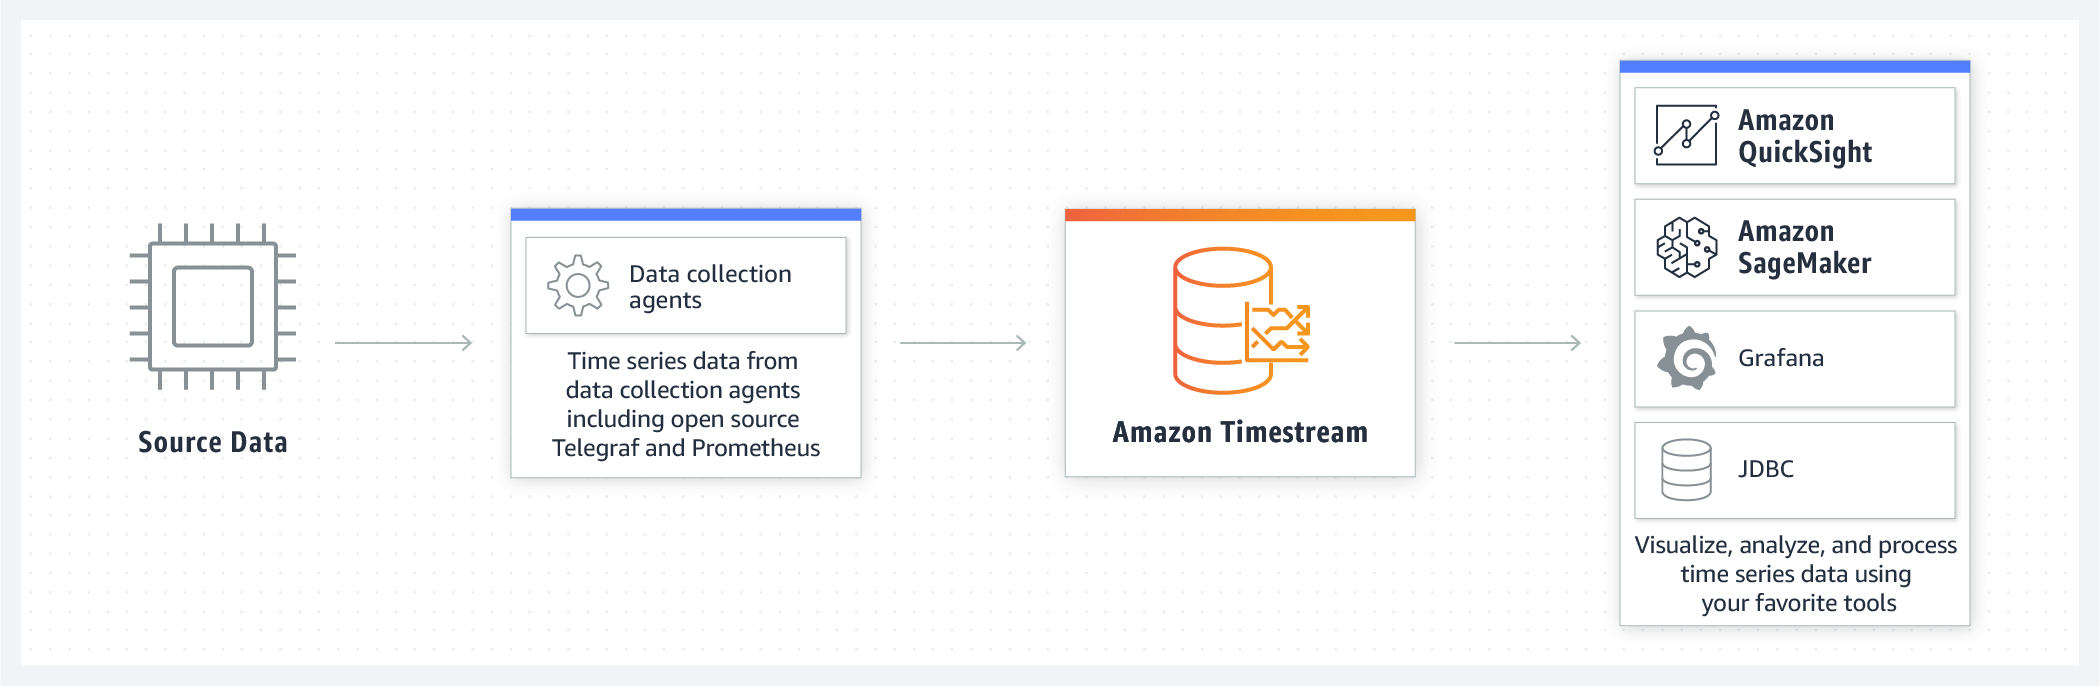 Source Data
Data collection
agents
Time series data from
data collection agents
including open source
Telegraf and Prometheus
Amazon Timestream
Amazon
QuickSight
Amazon
SageMaker
Grafana
JDBC
Visualize, analyze, and process
time series data using
your favorite tools